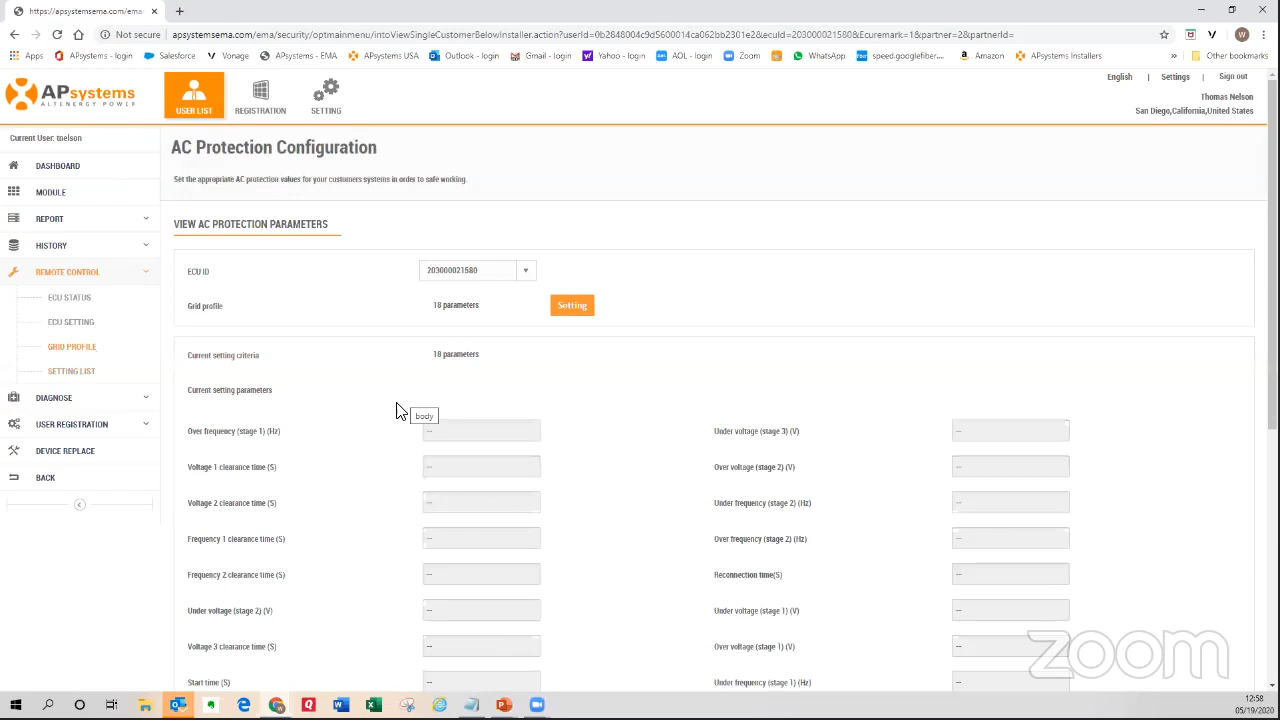 https://apsystemsema.com/ema
Not secure
apsystemsema.com/ema/security/optmainmenu/intoViewSingleCustomerByInstaller.action?userId=0b2848004c9d5600014ca062bb2301e2&ecuId=203000021580&Ecuremark=1&partner=2&partnerId=
Apps
APsystems - login
Salesforce
Vonage
APsystems - EMA
APsystems
Outlook - login
Gmail - login
Yahoo - login
AOL - login
Zoom
WhatsApp
speed.googlefiber....
Amazon
APsystems Installers
Other bookmarks
APsystems
ALTENERGY POWER
USER LIST
REGISTRATION
SETTING
English | Settings | Sign out
Thomas Nelson
San Diego,California,United States
Current User: tnelson
DASHBOARD
MODULE
REPORT
HISTORY
REMOTE CONTROL
ECU STATUS
ECU SETTING
GRID PROFILE
SETTING LIST
DIAGNOSE
USER REGISTRATION
DEVICE REPLACE
BACK
AC Protection Configuration
Set the appropriate AC protection values for your customers systems in order to safe working.
VIEW AC PROTECTION PARAMETERS
ECU ID 203000021580
Grid profile 18 parameters Setting
Current setting criteria 18 parameters
Current setting parameters
body
Over frequency (stage 1) (Hz) -- Under voltage (stage 3) (V) --
Voltage 1 clearance time (S) -- Over voltage (stage 2) (V) --
Voltage 2 clearance time (S) -- Under frequency (stage 2) (Hz) --
Frequency 1 clearance time (S) -- Over frequency (stage 2) (Hz) --
Frequency 2 clearance time (S) -- Reconnection time(S) --
Under voltage (stage 2) (V) -- Under voltage (stage 1) (V) --
Voltage 3 clearance time (S) -- Over voltage (stage 1) (V) --
Start time (S) -- Under frequency (stage 1) (Hz) --
zoom
12:58
05/19/2020